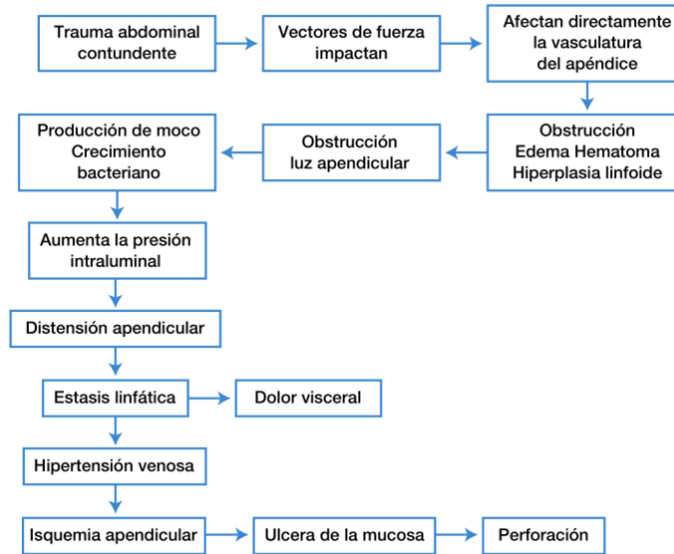 Trauma abdominal
contundente
Vectores de fuerza
impactan
Afectan directamente
la vasculatura
del apéndice
Obstrucción
Edema Hematoma
Hiperplasia linfoide
Obstrucción
luz apendicular
Producción de moco
Crecimiento
bacteriano
Aumenta la presión
intraluminal
Distensión apendicular
Estasis linfática
Dolor visceral
Hipertensión venosa
Isquemia apendicular
Ulcera de la mucosa
Perforación